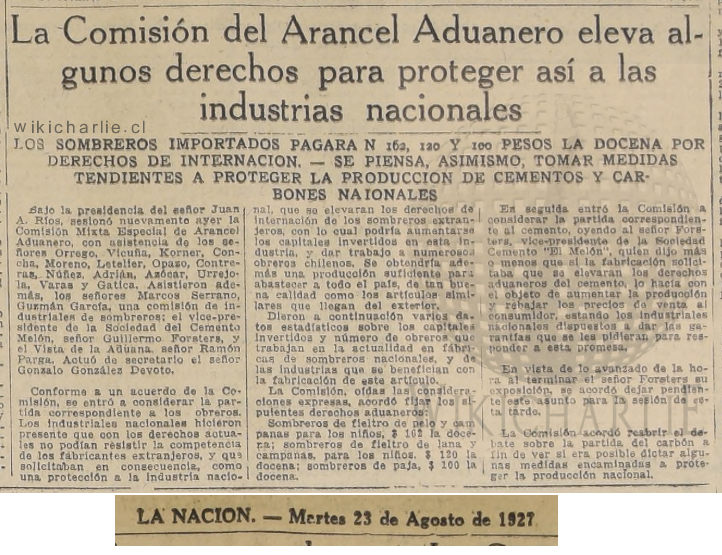 La Comisión del Arancel Aduanero eleva al-
gunos derechos para proteger así a las
industrias nacionales
wikicharlie.cl
LOS SOMBREROS IMPORTADOS PAGARA N 162, 120 Y 100 PESOS LA DOCENA POR
DERECHOS DE INTERNACION. — SE PIENSA, ASIMISMO, TOMAR MEDIDAS
TENDIENTES A PROTEGER LA PRODUCCION DE CEMENTOS Y CAR-
BONES NAIONALES
Bajo la presidencia del señor Juan
A. Ríos, sesionó nuevamente ayer la
Comisión Mixta Especial de Arancel
Aduanero, con asistencia de los se-
ñores Orrego, Vicuña, Korner, Con-
cha, Moreno, Letelier, Opazo, Contre-
ras, Núñez, Adrián, Azócar, Urrejo-
la, Varas y Gatica. Asistieron ade-
más, los señores Marcos Serrano,
Guzmán García, una comisión de in-
dustriales de sombreros; el vice-pre-
sidente de la Sociedad del Cemento
Melón, señor Guillermo Forsters, y
el Vista de la Aduana, señor Ramón
Parga. Actuó de secretario el señor
Gonzalo González Devoto.
Conforme a un acuerdo de la Co-
misión, se entró a considerar la par-
tida correspondiente a los obreros.
Los industriales nacionales hicieron
presente que con los derechos actua-
les no podían resistir la competencia
de los fabricantes extranjeros, y que
solicitaban en consecuencia, como
una protección a la industria nacio-
nal, que se elevaran los derechos de
internación de los sombreros extran-
jeros, con lo cual podría aumentarse
los capitales invertidos en esta in-
dustria, y dar trabajo a numerosos
obreros chilenos. Se obtendría ade-
más una producción suficiente para
abastecer a todo el país, de tan bue-
na calidad como los artículos simi-
lares que llegan del exterior.
Dieron a continuación varios da-
tos estadísticos sobre los capitales
invertidos y número de obreros que
trabajan en la actualidad en fábri-
cas de sombreros nacionales, y de
las industrias que se benefician con
la fabricación de este artículo.
La Comisión, oídas las considera-
ciones expresas, acordó fijar los si-
puientes derechos aduaneros:
Sombreros de fieltro de pelo y cam
panas para los niños, $ 162 la doce-
na; sombreros de fieltro de lana y
campanas, para los niños, $ 120 la
docena; sombreros de paja, $ 100 la
docena.
En seguida entró la Comisión a
considerar la partida correspondien-
te al cemento, oyendo al señor Fors-
ters, vice-presidente de la Sociedad
Cemento "El Melón", quien dijo más
o menos que si la fabricación solici-
taba que se elevaran los derechos
aduaneros del cemento, lo hacía con
el objeto de aumentar la producción
y rebajar los precios de venta al
consumidor, estando los industriales
nacionales dispuestos a dar las ga-
rantías que se les pidieran para res-
ponder a esta promesa.
En vista de lo avanzado de la ho-
ra al terminar el señor Forsters su
exposición, se acordó dejar pendien-
te este asunto para la sesión de es-
ta tarde.
La Comisión acordó reabrir el de-
bate sobre la partida del carbón a
fin de ver si era posible dictar algu-
nas medidas encaminadas a prote-
ger la producción nacional.
WIKICHARLIE
LA NACION. — Martes 23 de Agosto de 1927